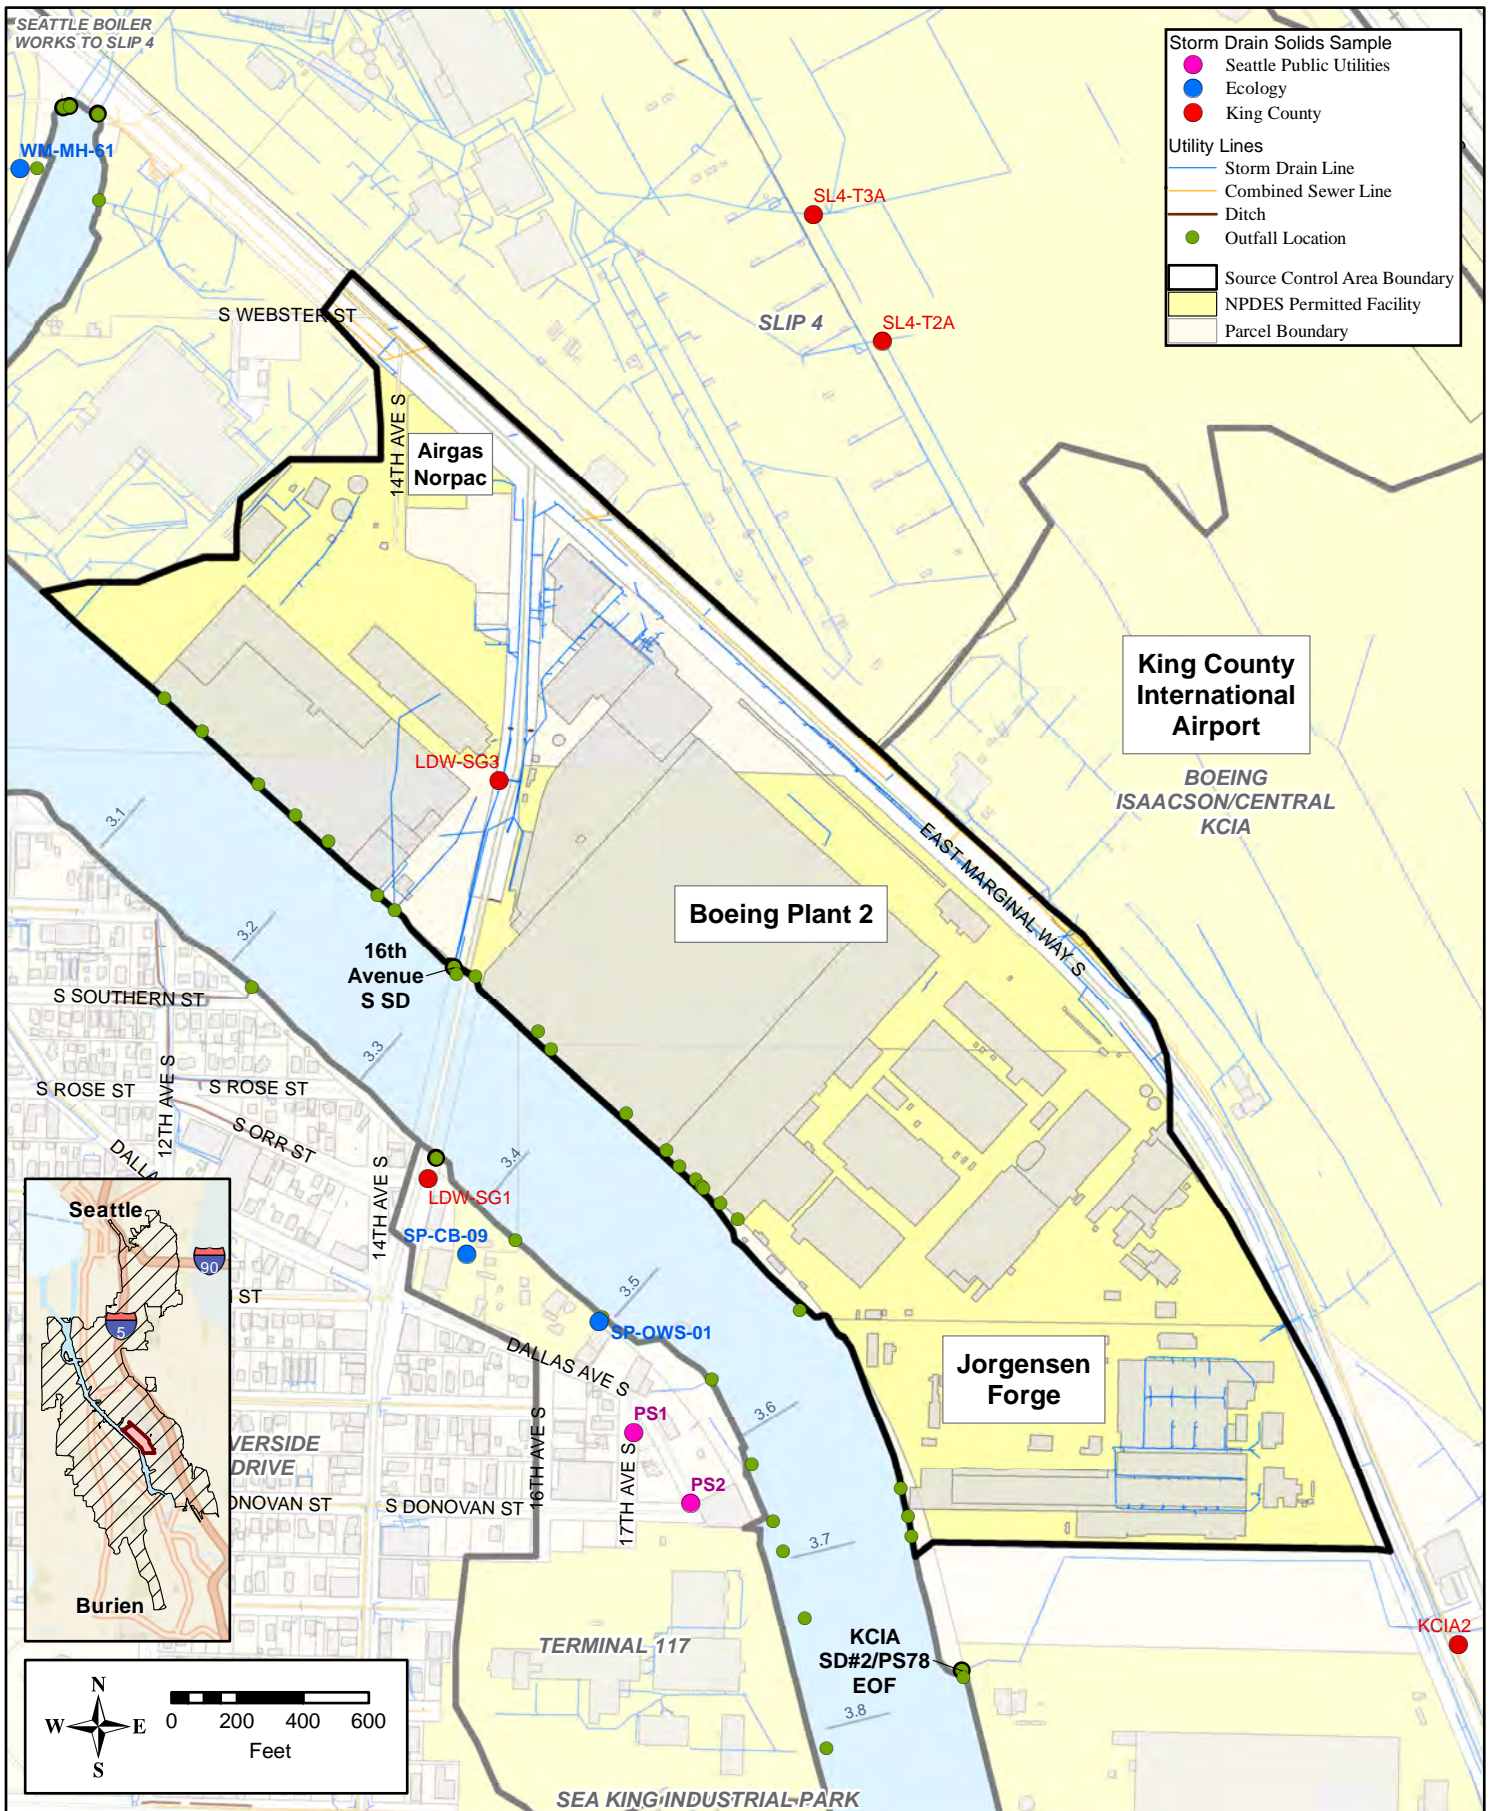 SEATTLE BOILER
WORKS TO SLIP 4
Storm Drain Solids Sample
Seattle Public Utilities
Ecology
King County
Utility Lines
Storm Drain Line
Combined Sewer Line
Ditch
Outfall Location
Source Control Area Boundary
NPDES Permitted Facility
Parcel Boundary
WM-MH-61
SL4-T3A
S WEBSTER ST
SLIP 4
SL4-T2A
14TH AVE S
Airgas
Norpac
King County
International
Airport
LDW-SG3
BOEING
ISAACSON/CENTRAL
KCIA
3.1
EAST MARGINAL WAY S
Boeing Plant 2
3.2
16th
Avenue
S SD
S SOUTHERN ST
3.3
12TH AVE S
S ROSE ST
S ROSE ST
S ORR ST
DALLA
3.4
14TH AVE S
LDW-SG1
SP-CB-09
Seattle
90
ST
5
3.5
SP-OWS-01
DALLAS AVE S
Jorgensen
Forge
PS1
3.6
16TH AVE S
17TH AVE S
VERSIDE
DRIVE
PS2
ONOVAN ST
S DONOVAN ST
3.7
Burien
TERMINAL 117
KCIA
SD#2/PS78
EOF
KCIA2
3.8
N
W
E
S
0 200 400 600
Feet
SEA KING INDUSTRIAL PARK